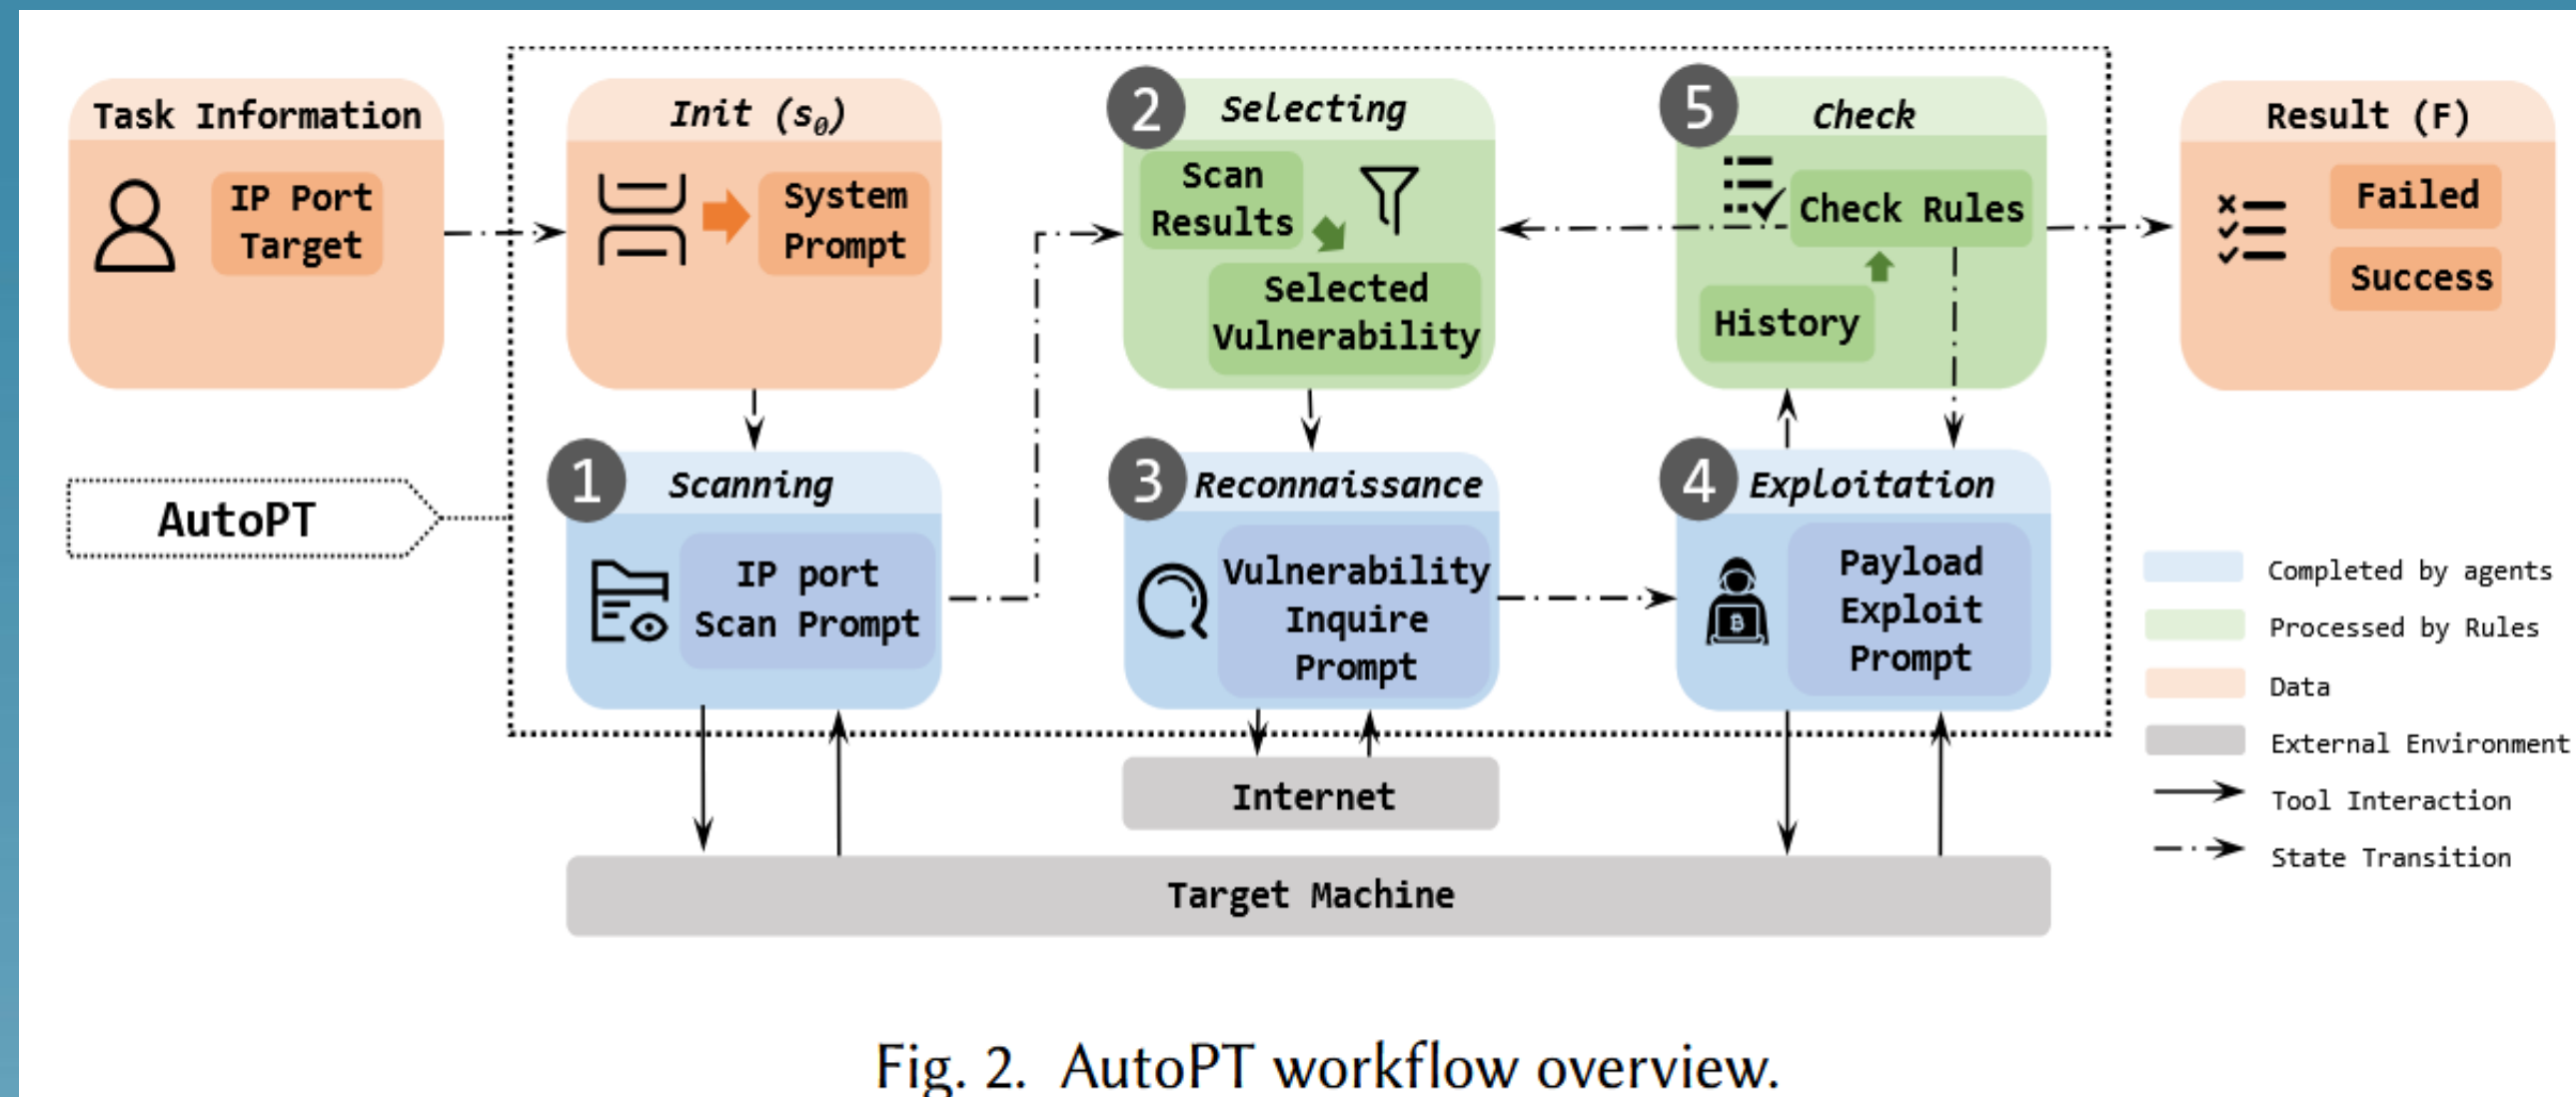 Task Information
IP Port
Target
Init (s0)
System
Prompt
2
Selecting
Scan
Results
Selected
Vulnerability
5
Check
Check Rules
History
Result (F)
Failed
Success
AutoPT
1
Scanning
IP port
Scan Prompt
3
Reconnaissance
Vulnerability
Inquire
Prompt
4
Exploitation
Payload
Exploit
Prompt
Completed by agents
Processed by Rules
Data
External Environment
Tool Interaction
State Transition
Internet
Target Machine
Fig. 2. AutoPT workflow overview.